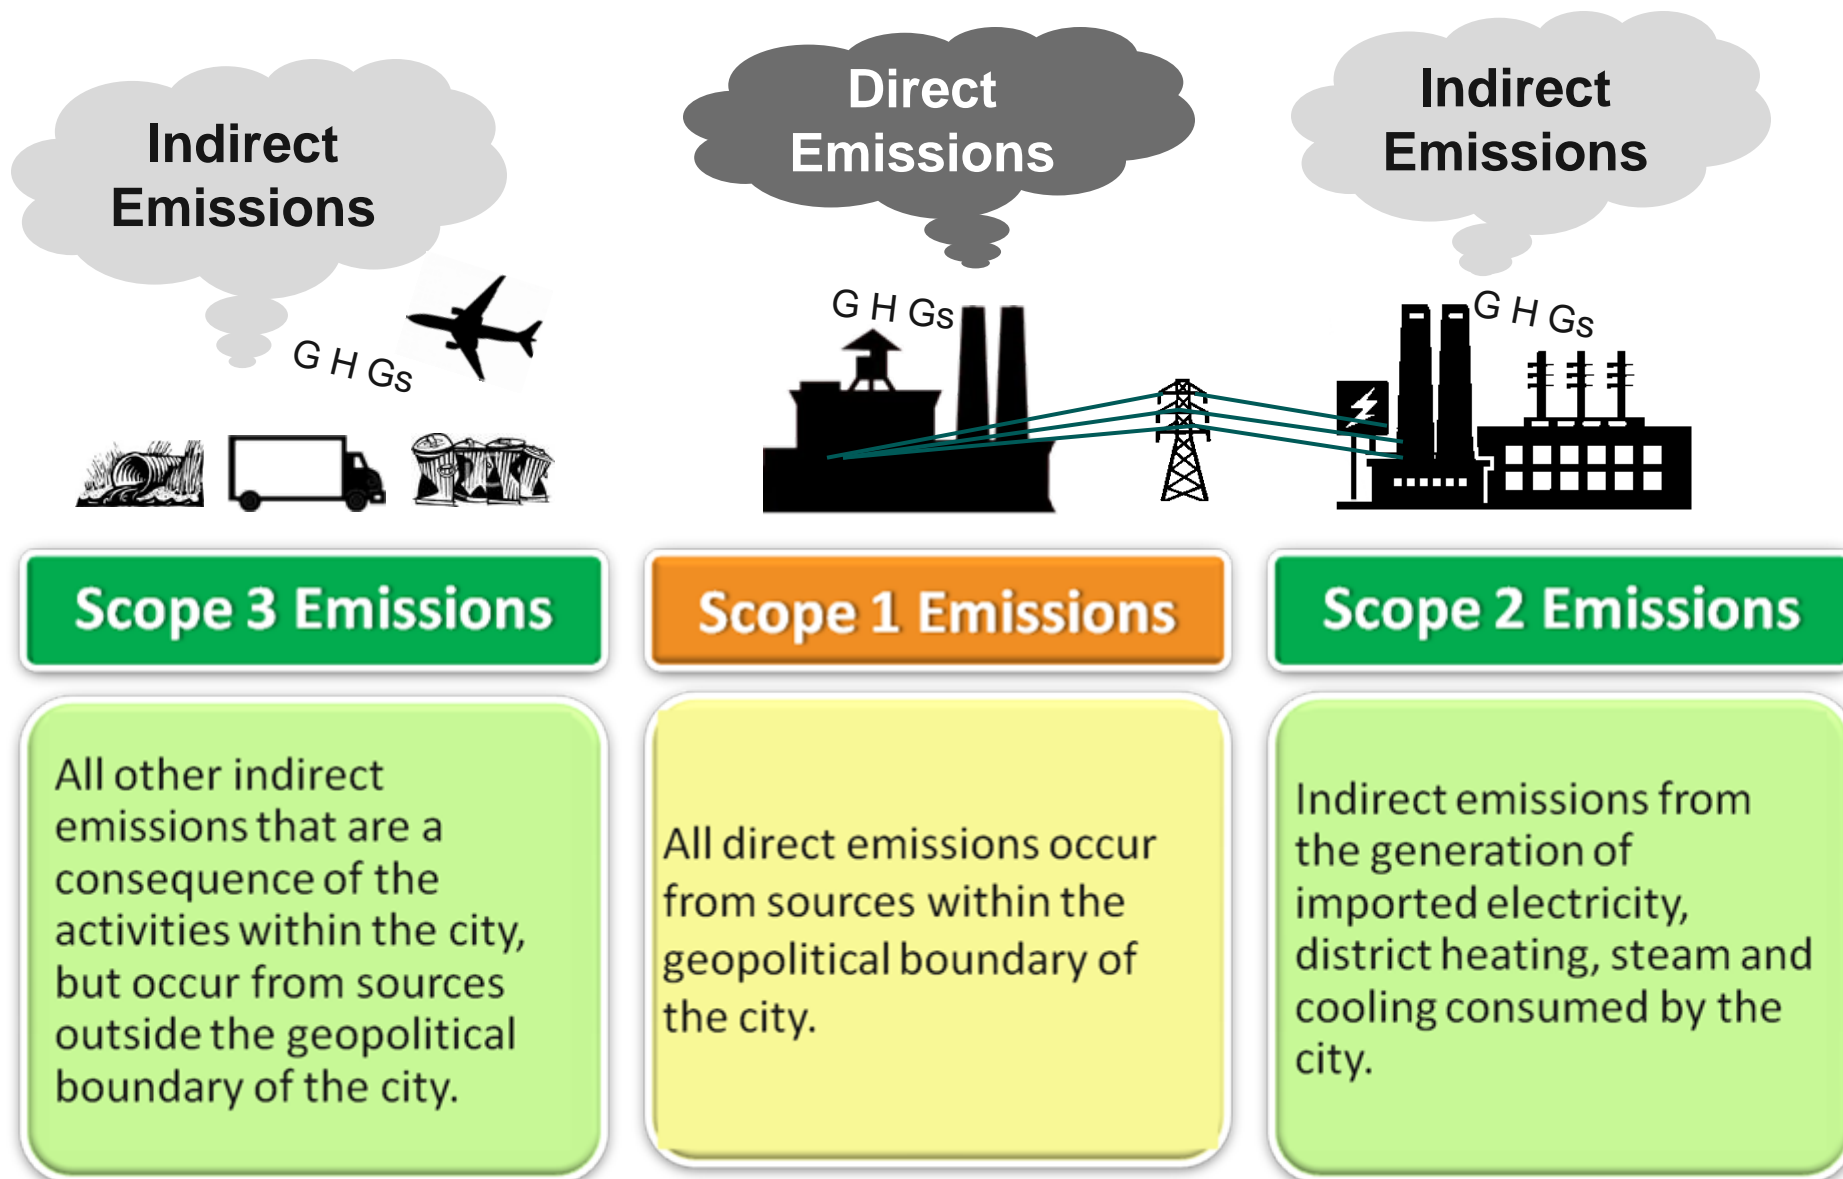 Indirect
Emissions
G H Gs
Direct
Emissions
G H Gs
Indirect
Emissions
G H Gs
Scope 3 Emissions
Scope 1 Emissions
Scope 2 Emissions
All other indirect
emissions that are a
consequence of the
activities within the city,
but occur from sources
outside the geopolitical
boundary of the city.
All direct emissions occur
from sources within the
geopolitical boundary of
the city.
Indirect emissions from
the generation of
imported electricity,
district heating, steam and
cooling consumed by the
city.